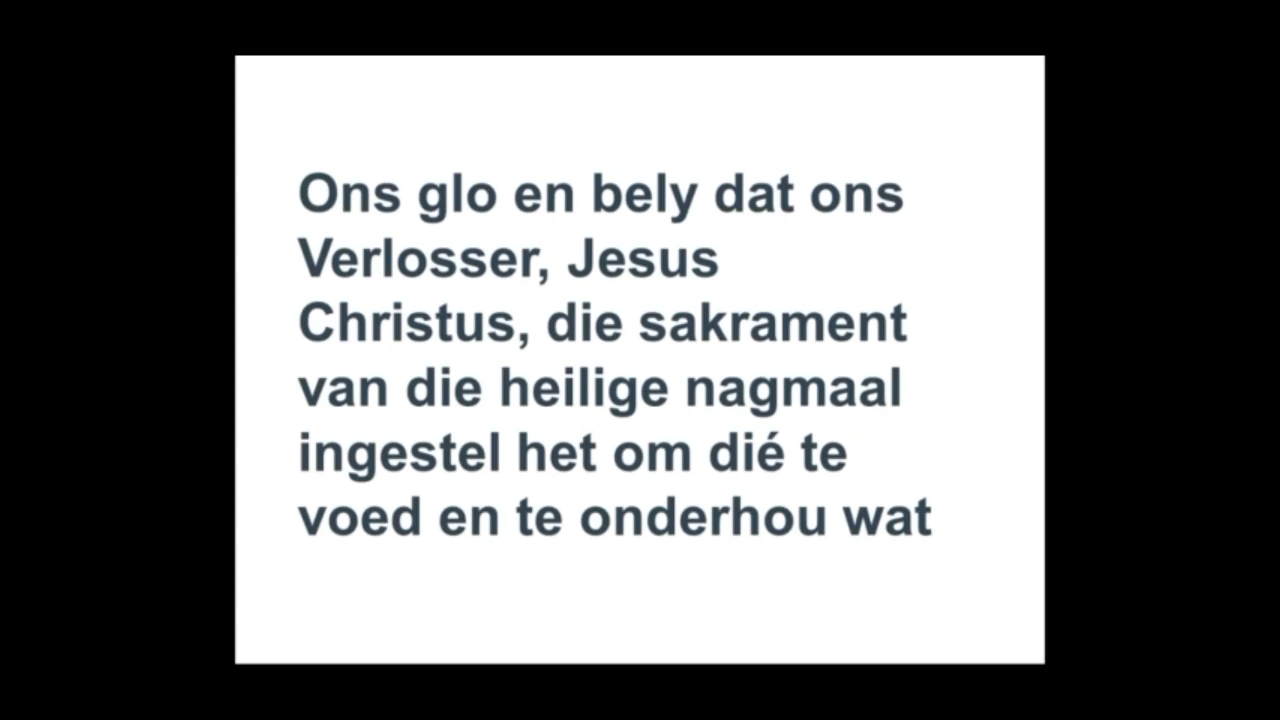 Ons glo en bely dat ons
Verlosser, Jesus
Christus, die sakrament
van die heilige nagmaal
ingestel het om dié te
voed en te onderhou wat